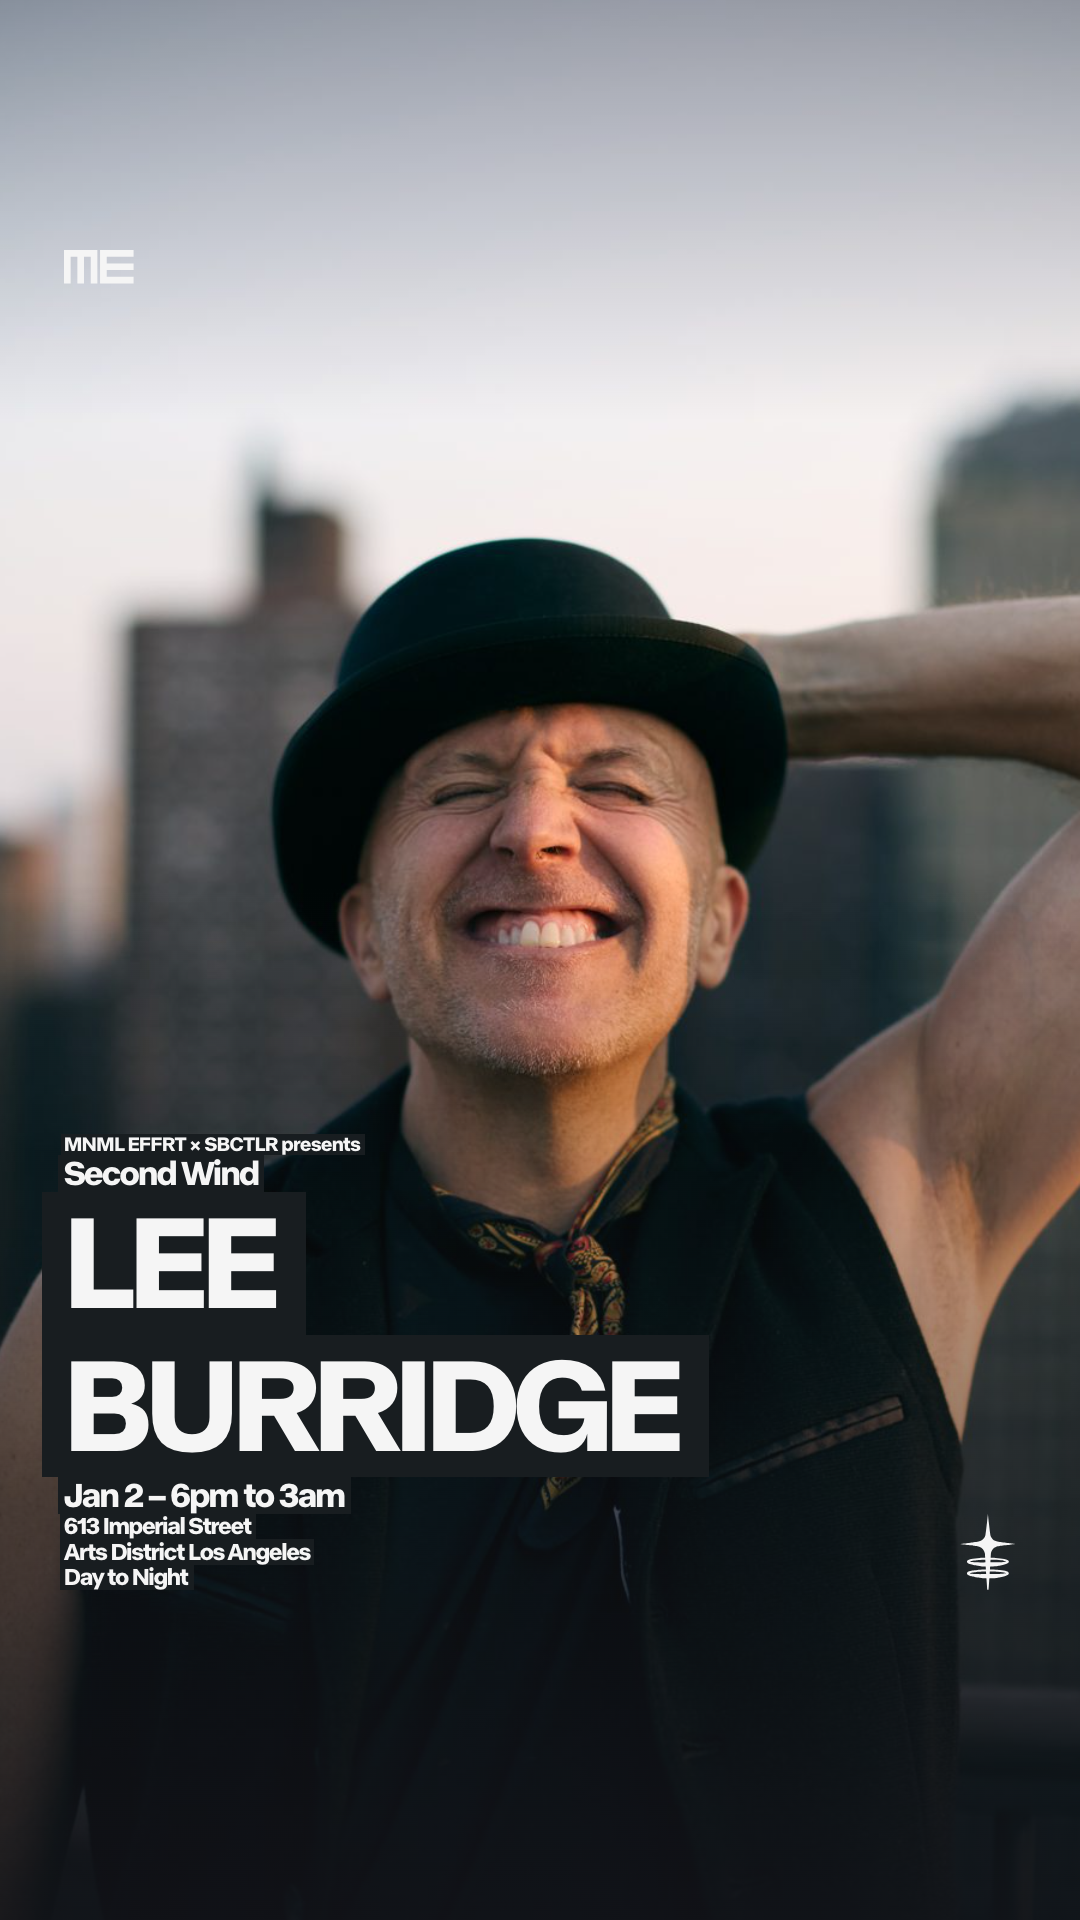 ME
MNML EFFRT × SBCTLR presents
Second Wind
LEE
BURRIDGE
Jan 2 – 6pm to 3am
613 Imperial Street
Arts District Los Angeles
Day to Night